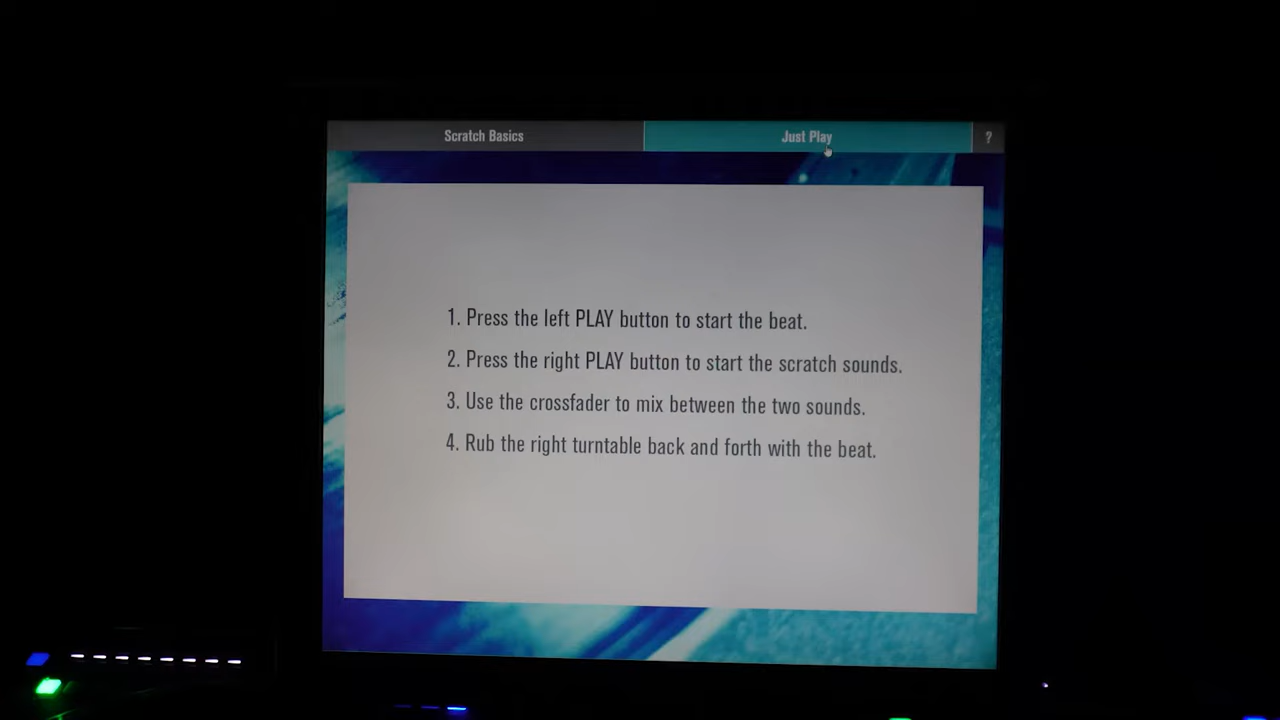 Scratch Basics
Just Play
?
1. Press the left PLAY button to start the beat.
2. Press the right PLAY button to start the scratch sounds.
3. Use the crossfader to mix between the two sounds.
4. Rub the right turntable back and forth with the beat.